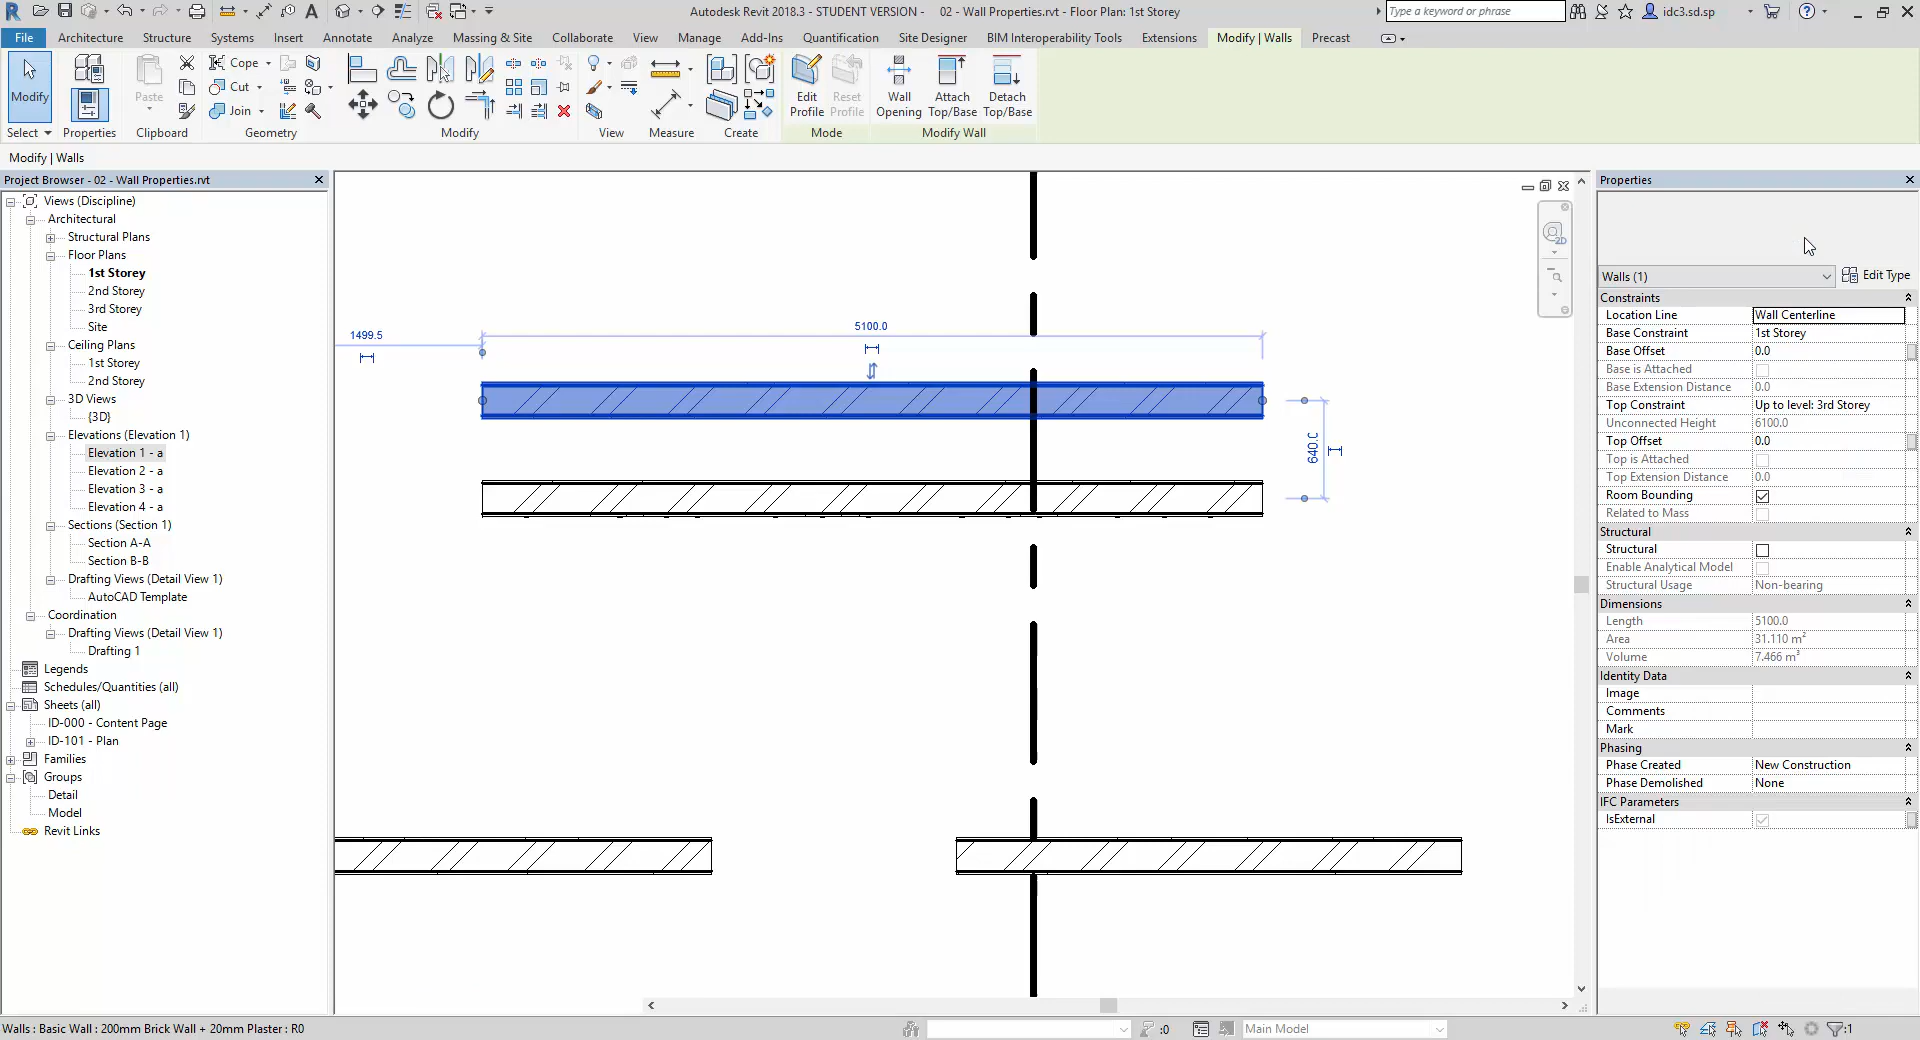 Autodesk Revit 2018.3 - STUDENT VERSION - 02 - Wall Properties.rvt - Floor Plan: 1st Storey
Type a keyword or phrase
idc3.sd.sp
File Architecture Structure Systems Insert Annotate Analyze Massing & Site Collaborate View Manage Add-Ins Quantification Site Designer BIM Interoperability Tools Extensions Modify | Walls Precast
Modify
Paste
Cope
Cut
Join
Edit Profile
Reset Profile
Wall Opening
Attach Top/Base
Detach Top/Base
Select Properties Clipboard Geometry Modify View Measure Create Mode Modify Wall
Modify | Walls
Project Browser - 02 - Wall Properties.rvt
Views (Discipline)
Architectural
Structural Plans
Floor Plans
1st Storey
2nd Storey
3rd Storey
Site
Ceiling Plans
1st Storey
2nd Storey
3D Views
{3D}
Elevations (Elevation 1)
Elevation 1 - a
Elevation 2 - a
Elevation 3 - a
Elevation 4 - a
Sections (Section 1)
Section A-A
Section B-B
Drafting Views (Detail View 1)
AutoCAD Template
Coordination
Drafting Views (Detail View 1)
Drafting 1
Legends
Schedules/Quantities (all)
Sheets (all)
ID-000 - Content Page
ID-101 - Plan
Families
Groups
Detail
Model
Revit Links
1499.5
5100.0
640.0
2D
Properties
Walls (1)
Edit Type
Constraints
Location Line Wall Centerline
Base Constraint 1st Storey
Base Offset 0.0
Base is Attached
Base Extension Distance 0.0
Top Constraint Up to level: 3rd Storey
Unconnected Height 6100.0
Top Offset 0.0
Top is Attached
Top Extension Distance 0.0
Room Bounding
Related to Mass
Structural
Structural
Enable Analytical Model
Structural Usage Non-bearing
Dimensions
Length 5100.0
Area 31.110 m²
Volume 7.466 m³
Identity Data
Image
Comments
Mark
Phasing
Phase Created New Construction
Phase Demolished None
IFC Parameters
IsExternal
Walls : Basic Wall : 200mm Brick Wall + 20mm Plaster : R0
:0
Main Model
:1